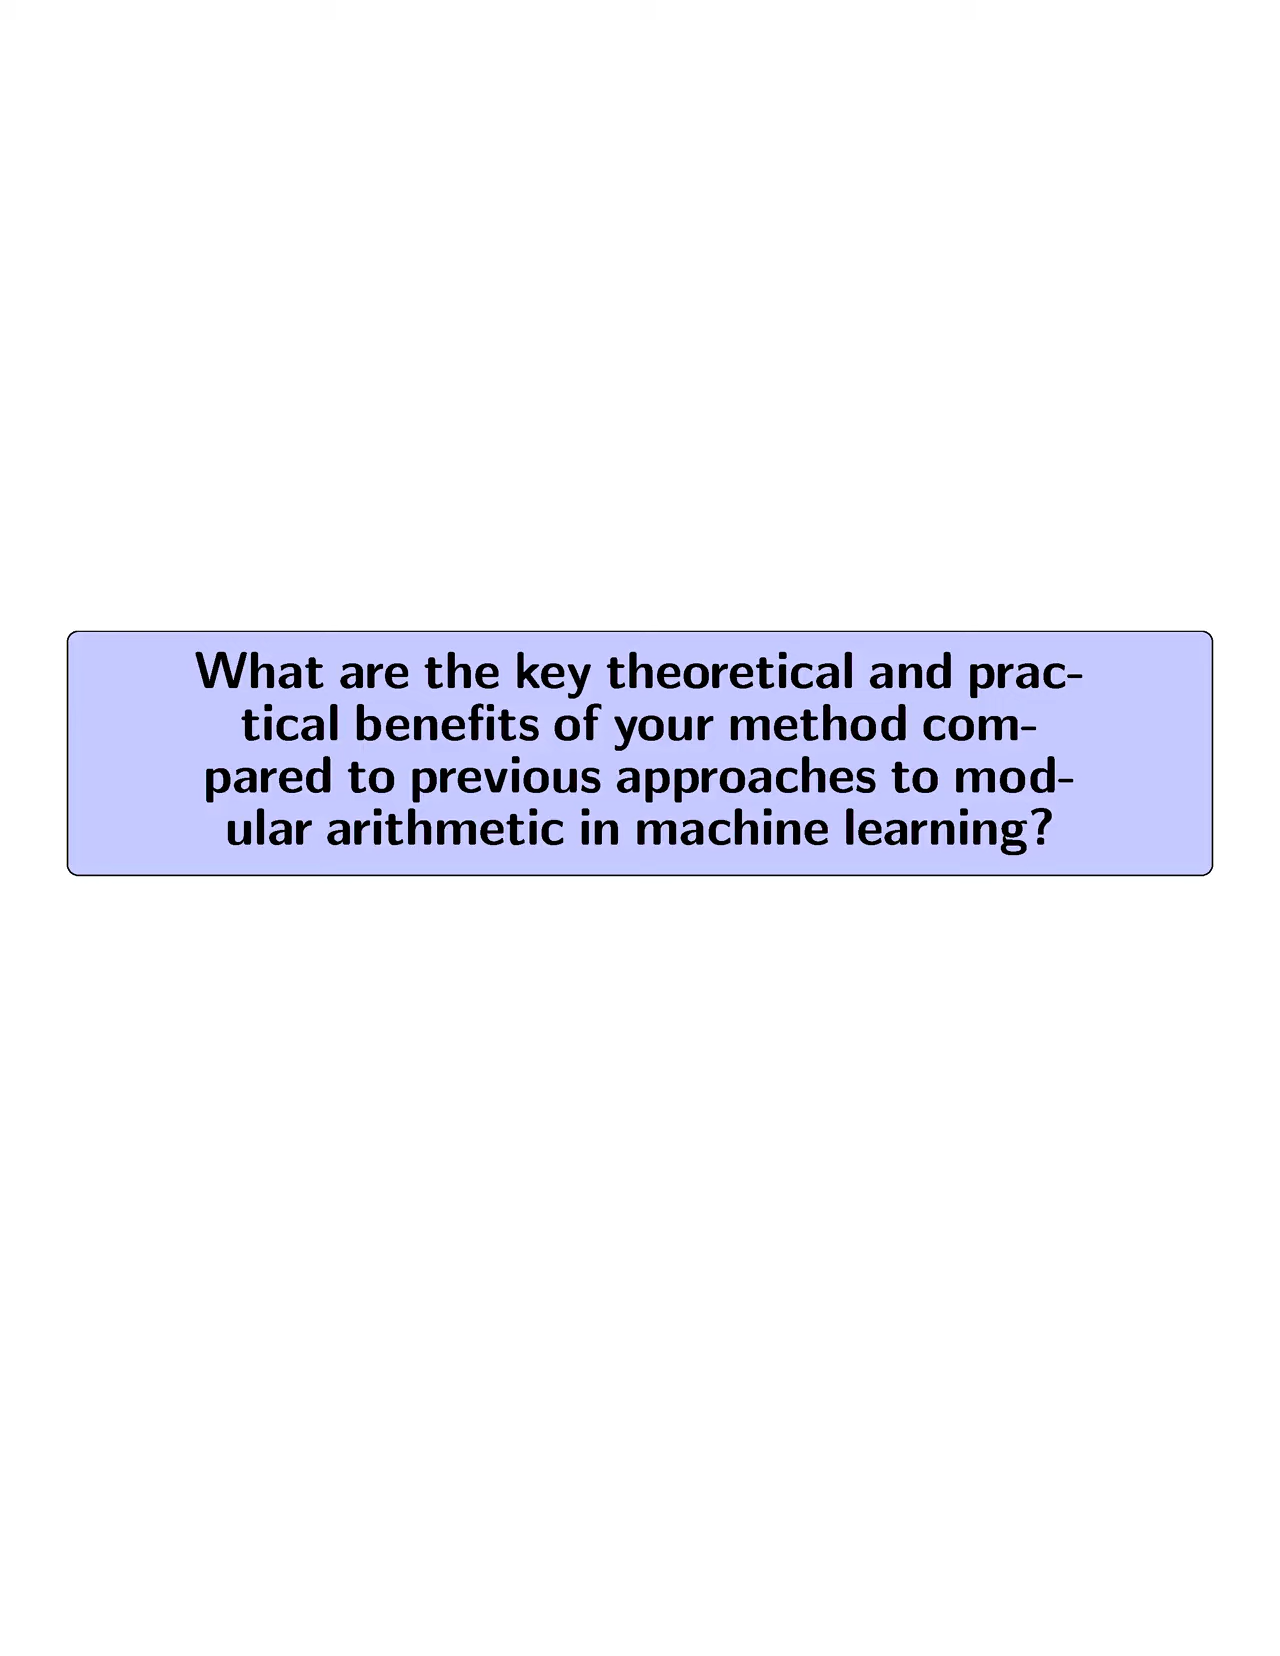 What are the key theoretical and prac-
tical benefits of your method com-
pared to previous approaches to mod-
ular arithmetic in machine learning?